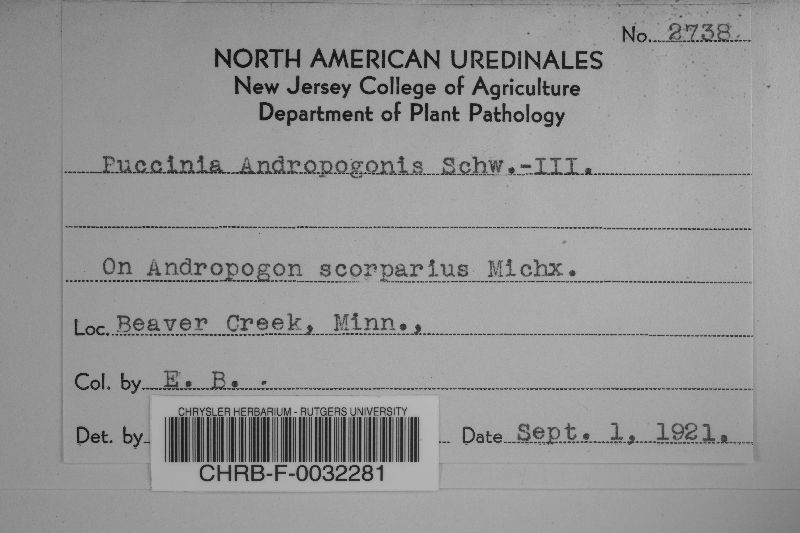 No. 2738.
NORTH AMERICAN UREDINALES
New Jersey College of Agriculture
Department of Plant Pathology
Puccinia Andropogonis Schw.-III.
On Andropogon scorparius Michx.
Loc. Beaver Creek, Minn.,
Col. by E. B. .
Det. by
Date Sept. 1, 1921.
CHRYSLER HERBARIUM - RUTGERS UNIVERSITY
CHRB-F-0032281